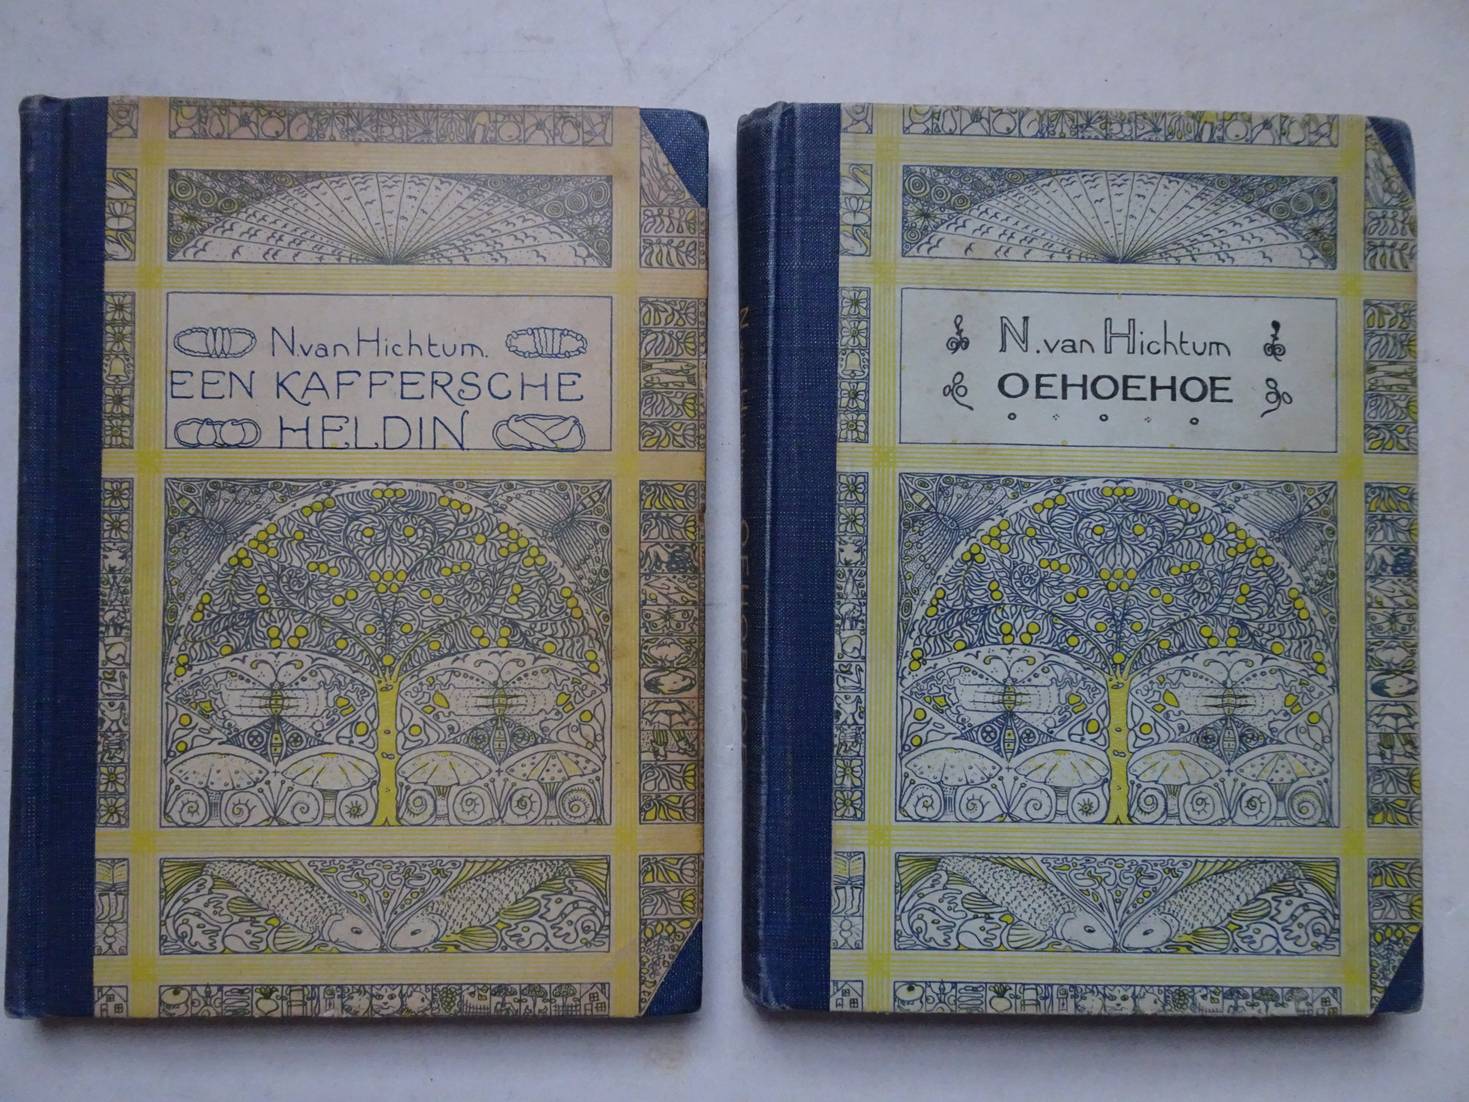 N. van Hichtum.
EEN KAFFERSCHE
HELDIN.
N. van Hichtum
OEHOEHOE